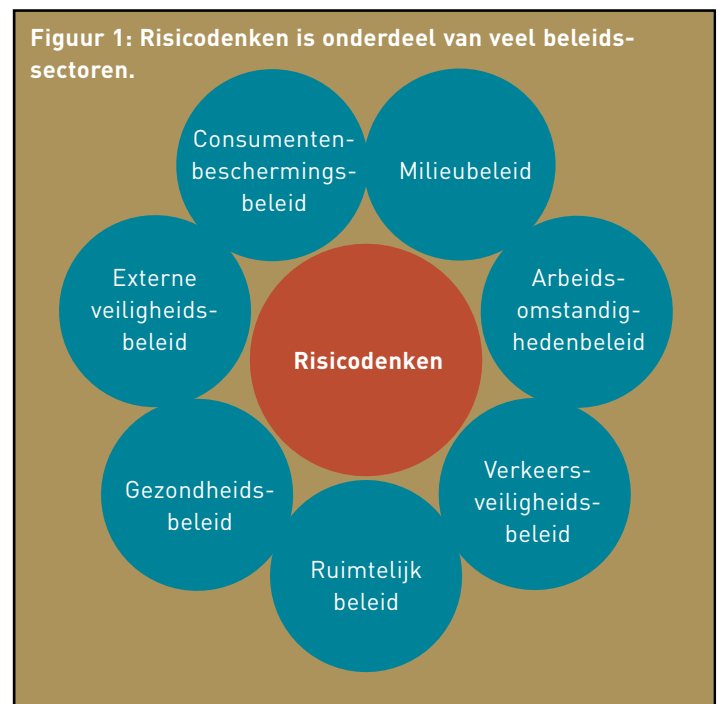 Figuur 1: Risicodenken is onderdeel van veel beleids-
sectoren.
Consumenten-
beschermings-
beleid
Milieubeleid
Externe
veiligheids-
beleid
Arbeids-
omstandig-
hedenbeleid
Risicodenken
Gezondheids-
beleid
Verkeers-
veiligheids-
beleid
Ruimtelijk
beleid